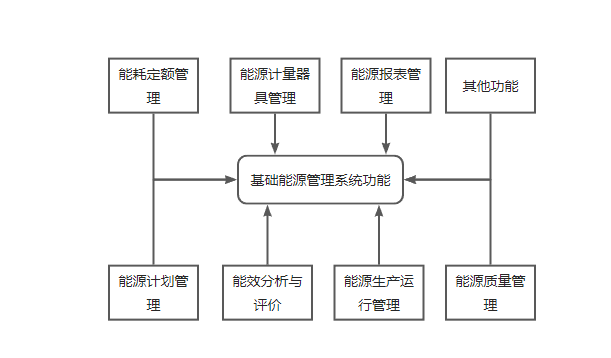 能耗定额管
理
能源计量器
具管理
能源报表管
理
其他功能
基础能源管理系统功能
能源计划管
理
能效分析与
评价
能源生产运
行管理
能源质量管
理